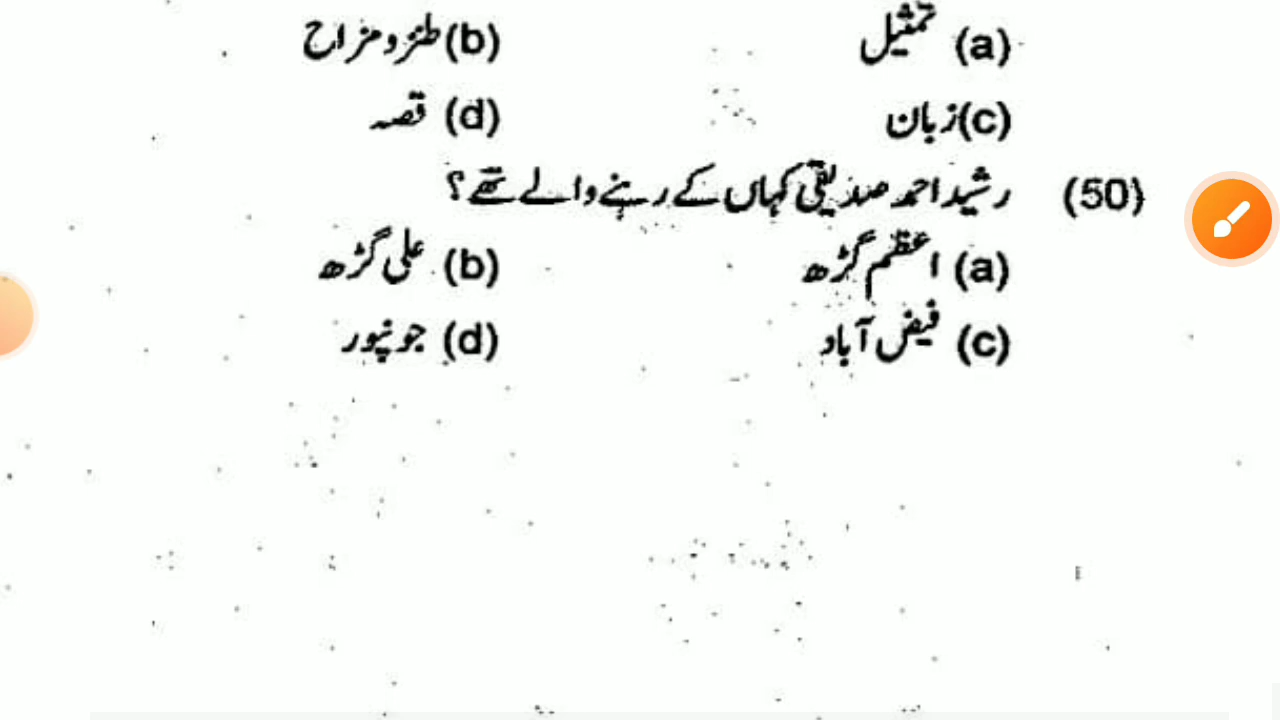 (a) تمثیل (b) طنز و مزاح
(c) زبان (d) قصہ
(50) رشید احمد صدیقی کہاں کے رہنے والے تھے؟
(a) اعظم گڑھ (b) علی گڑھ
(c) فیض آباد (d) جونپور